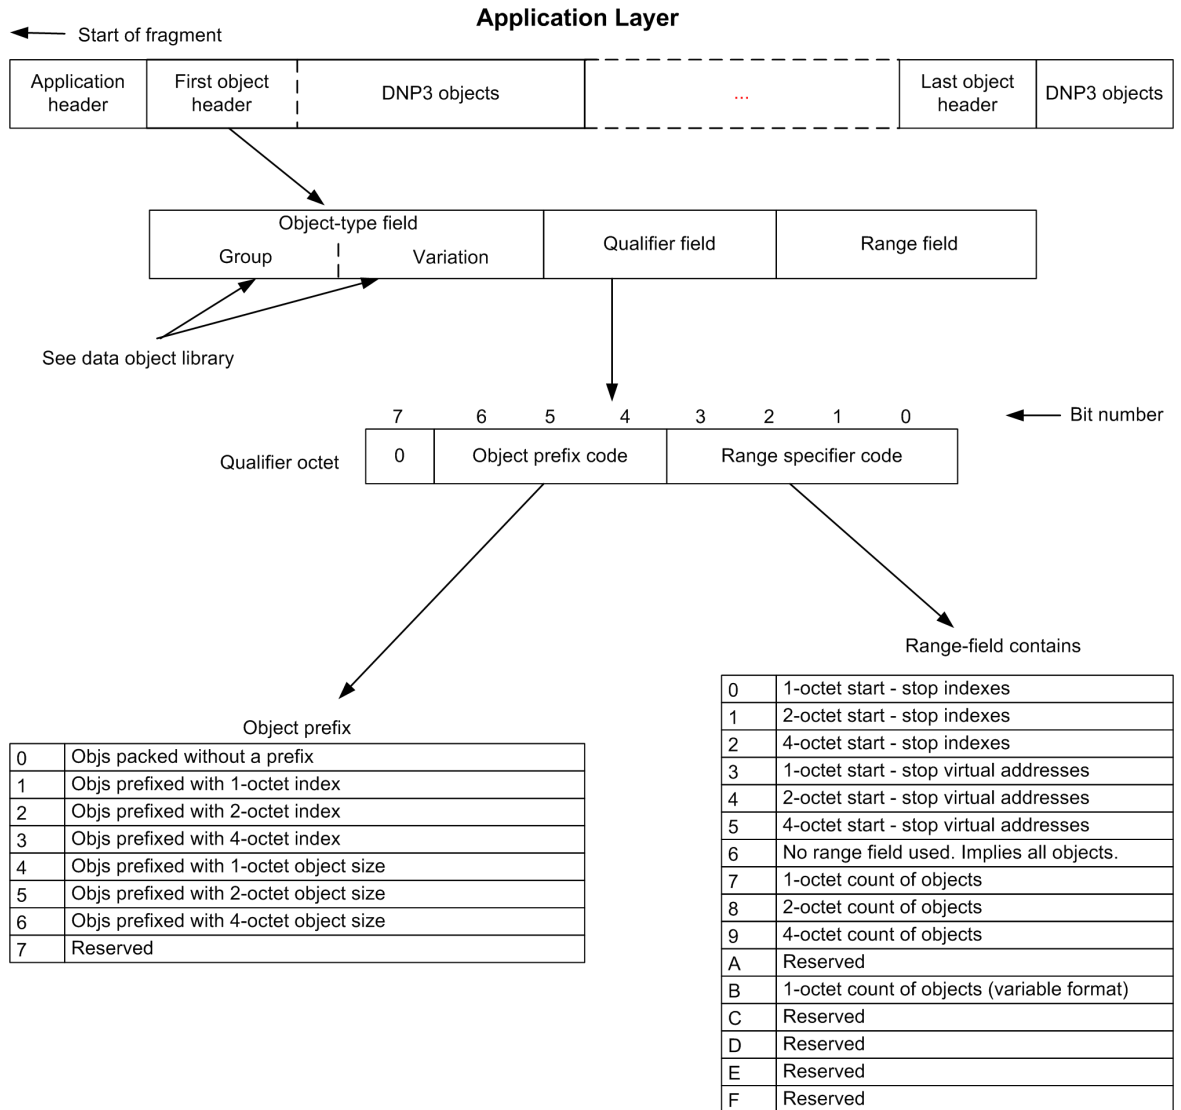 Application Layer
Start of fragment
Application header
First object header
DNP3 objects
...
Last object header
DNP3 objects
Object-type field
Group
Variation
Qualifier field
Range field
See data object library
7 6 5 4 3 2 1 0
Bit number
Qualifier octet
0
Object prefix code
Range specifier code
Object prefix
0 Objs packed without a prefix
1 Objs prefixed with 1-octet index
2 Objs prefixed with 2-octet index
3 Objs prefixed with 4-octet index
4 Objs prefixed with 1-octet object size
5 Objs prefixed with 2-octet object size
6 Objs prefixed with 4-octet object size
7 Reserved
Range-field contains
0 1-octet start - stop indexes
1 2-octet start - stop indexes
2 4-octet start - stop indexes
3 1-octet start - stop virtual addresses
4 2-octet start - stop virtual addresses
5 4-octet start - stop virtual addresses
6 No range field used. Implies all objects.
7 1-octet count of objects
8 2-octet count of objects
9 4-octet count of objects
A Reserved
B 1-octet count of objects (variable format)
C Reserved
D Reserved
E Reserved
F Reserved